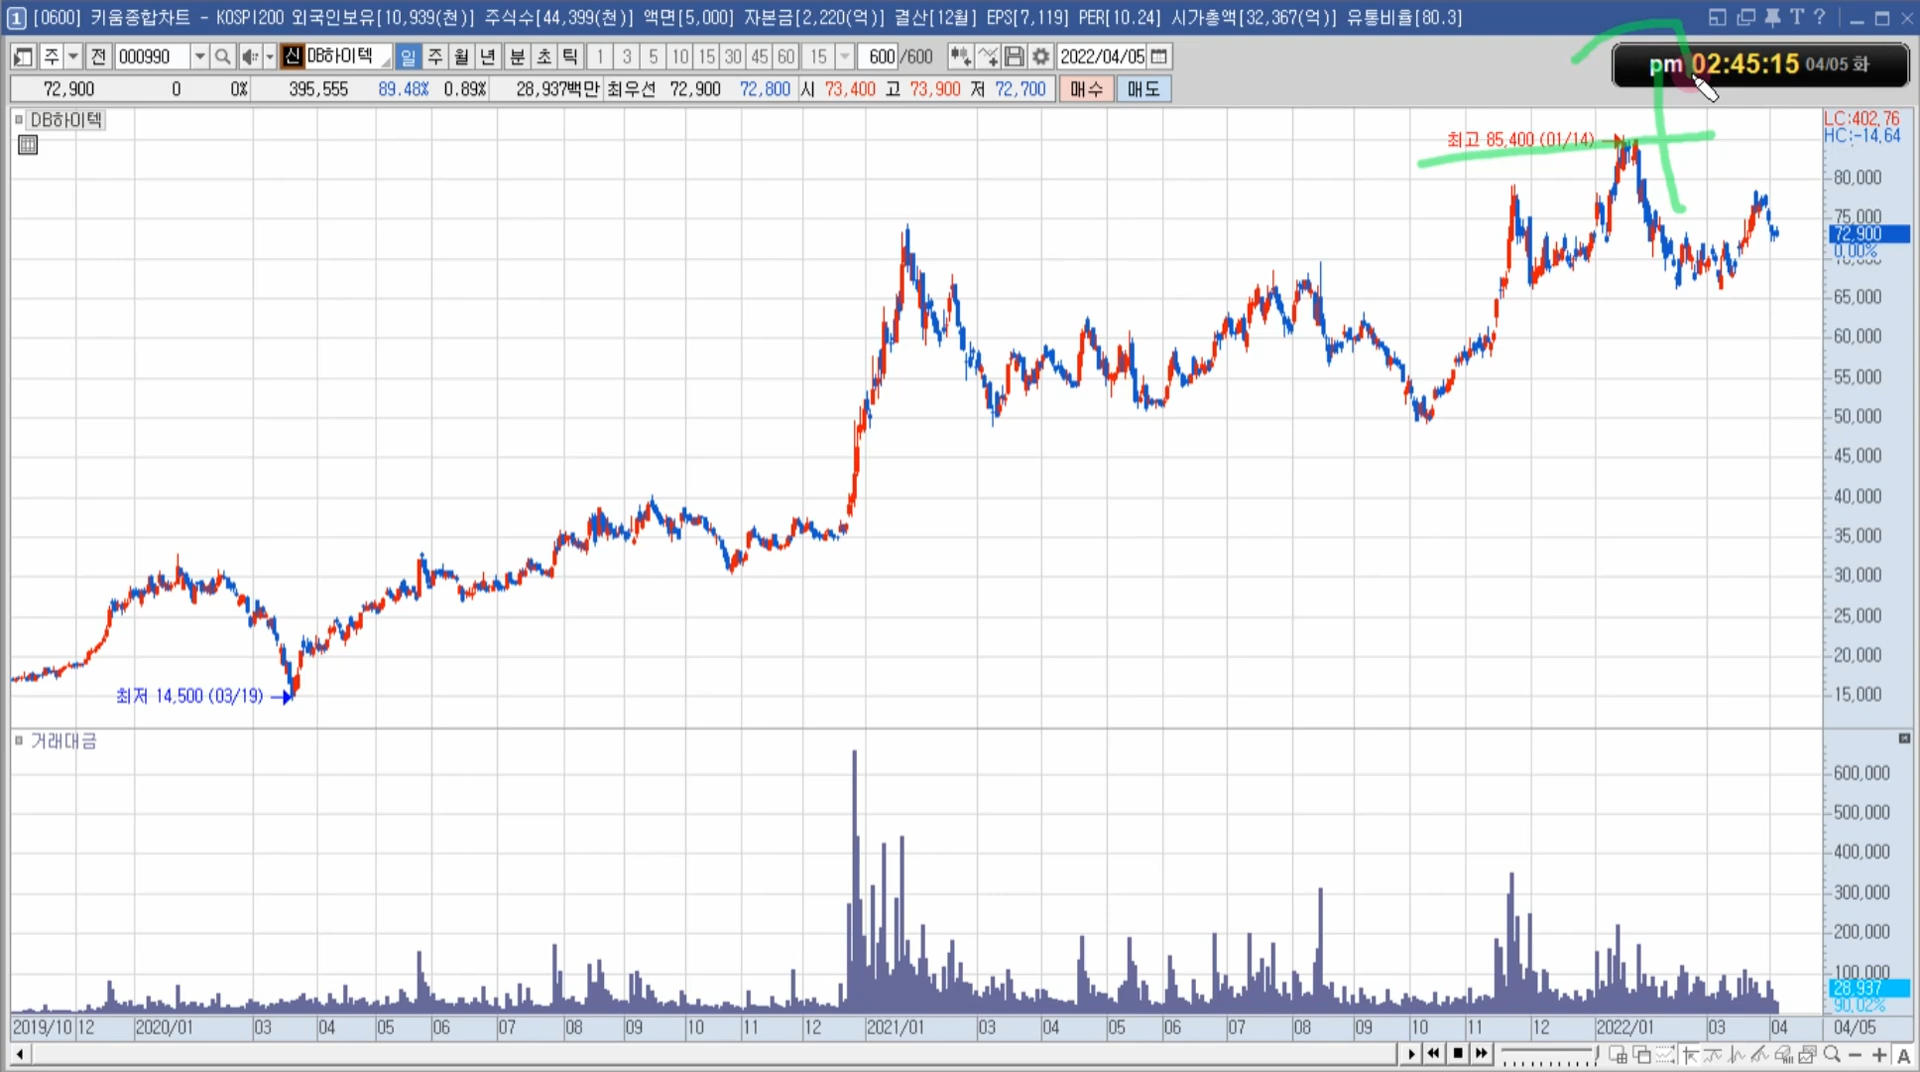 1 [0600] 키움종합차트 - KOSPI200 외국인보유[10,939(천)] 주식수[44,399(천)] 액면[5,000] 자본금[2,220(억)] 결산[12월] EPS[7,119] PER[10.24] 시가총액[32,367(억)] 유통비율[80.3] T ?
주 전 000990 신 DB하이텍 일 주 월 년 분 초 틱 1 3 5 10 15 30 45 60 15 600 /600 2022/04/05
pm 02:45:15 04/05 화
72,900 0 0% 395,555 89.48% 0.89% 28,937백만 최우선 72,900 72,800 시 73,400 고 73,900 저 72,700 매수 매도
DB하이텍
LC:402.76
HC:-14.64
최고 85,400 (01/14)
80,000
75,000
72,900
0.00%
65,000
60,000
55,000
50,000
45,000
40,000
35,000
30,000
25,000
20,000
최저 14,500 (03/19)
15,000
거래대금
600,000
500,000
400,000
300,000
200,000
100,000
28,937
90.02%
2019/10 12 2020/01 03 04 05 06 07 08 09 10 11 12 2021/01 03 04 05 06 07 08 09 10 11 12 2022/01 03 04 04/05
A